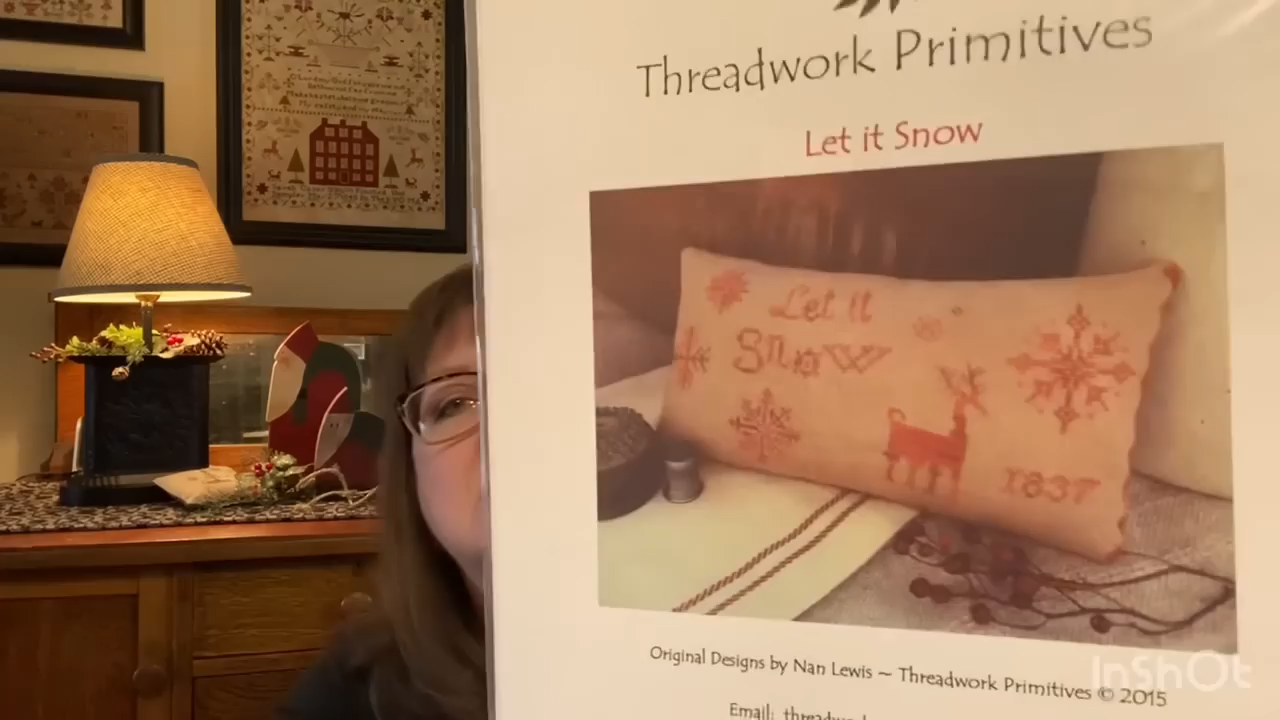 Threadwork Primitives
Let it Snow
Let it
Snow
1837
Original Designs by Nan Lewis ~ Threadwork Primitives © 2015
Email: threadwo
InShOt